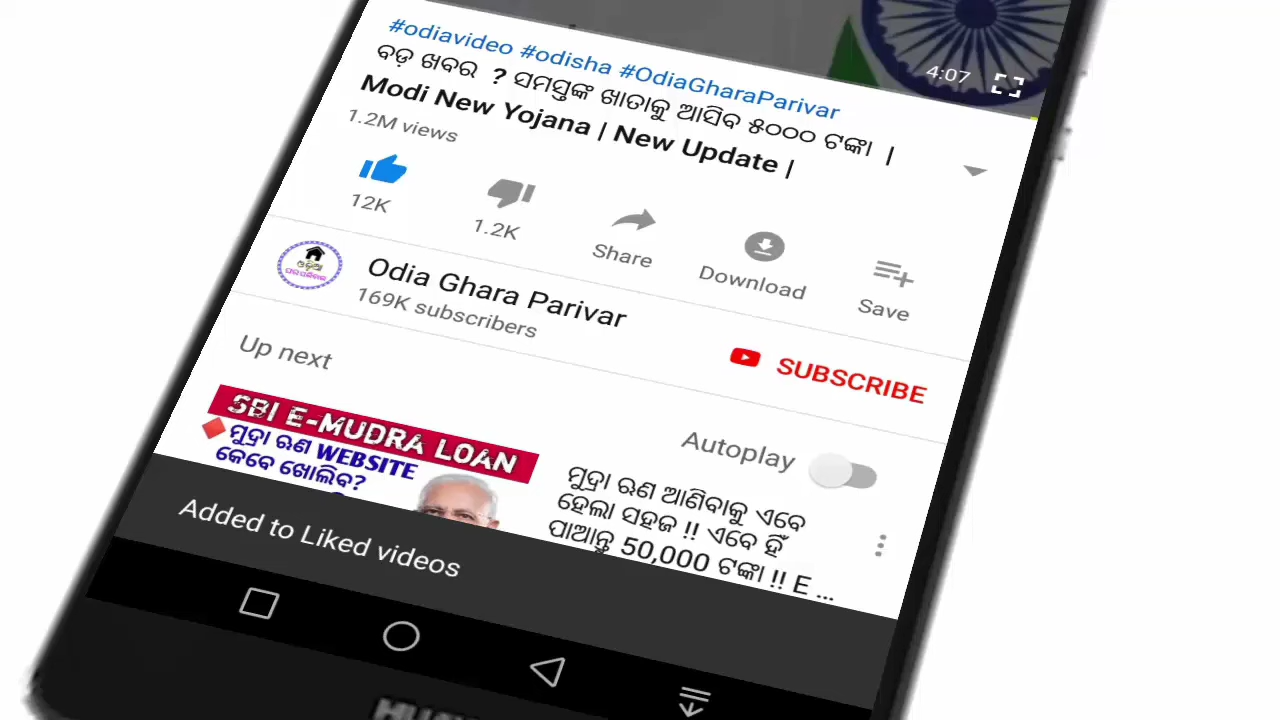 4:07
#odiavideo #odisha #OdiaGharaParivar
ବଡ଼ ଖବର ? ସମସ୍ତଙ୍କ ଖାତାକୁ ଆସିବ ୫୦୦୦ ଟଙ୍କା |
Modi New Yojana | New Update |
1.2M views
12K
1.2K
Share
Download
Save
Odia Ghara Parivar
169K subscribers
SUBSCRIBE
Up next
Autoplay
SBI E-MUDRA LOAN
ମୁଦ୍ରା ଋଣ WEBSITE
କେବେ ଖୋଲିବ?
ମୁଦ୍ରା ଋଣ ଆଣିବାକୁ ଏବେ
ହେଲା ସହଜ !! ଏବେ ହିଁ
ପାଆନ୍ତୁ 50,000 ଟଙ୍କା !! E ...
Added to Liked videos